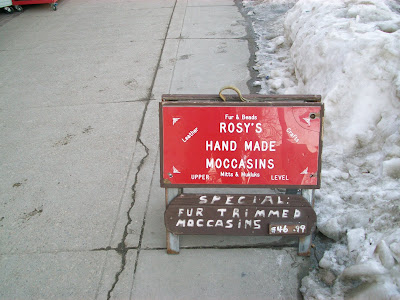 Fur & Beads
Leather
ROSY'S
Crafts
HAND MADE
MOCCASINS
Mitts & Mukluks
UPPER LEVEL
SPECIAL:
FUR TRIMMED
MOCCASINS $46.99